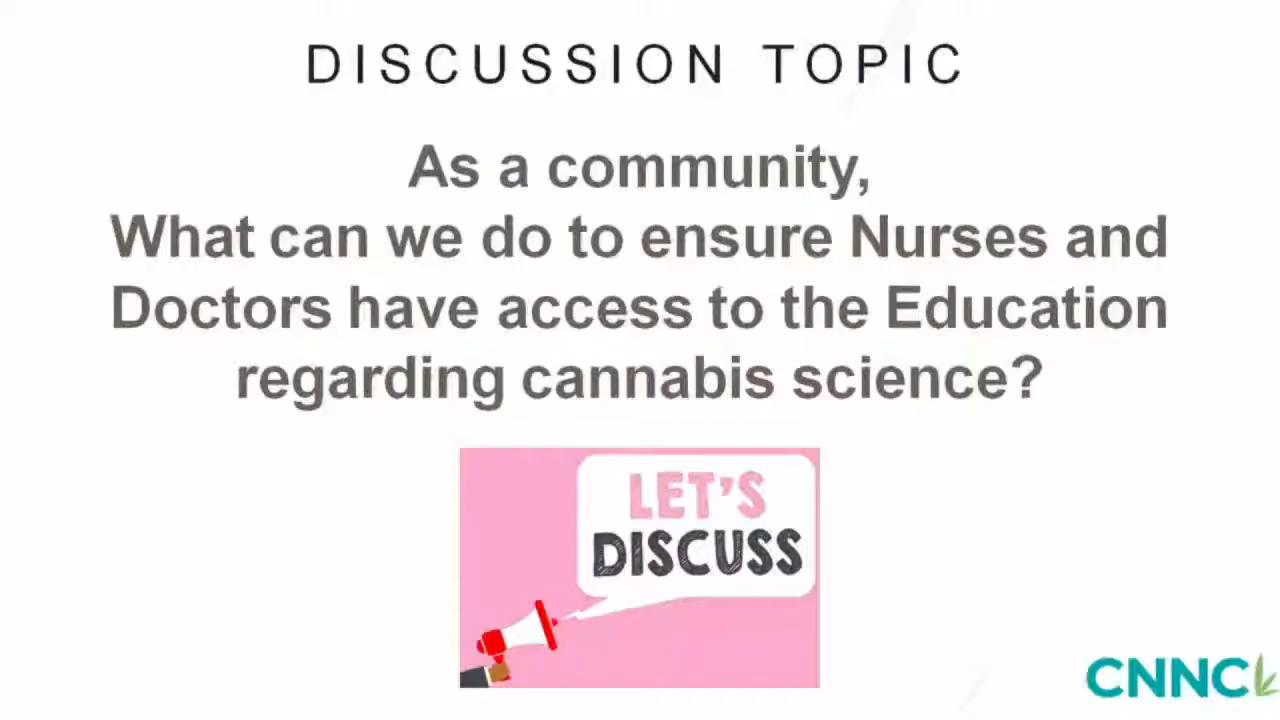 DISCUSSION TOPIC
As a community,
What can we do to ensure Nurses and
Doctors have access to the Education
regarding cannabis science?
LET'S
DISCUSS
CNNC